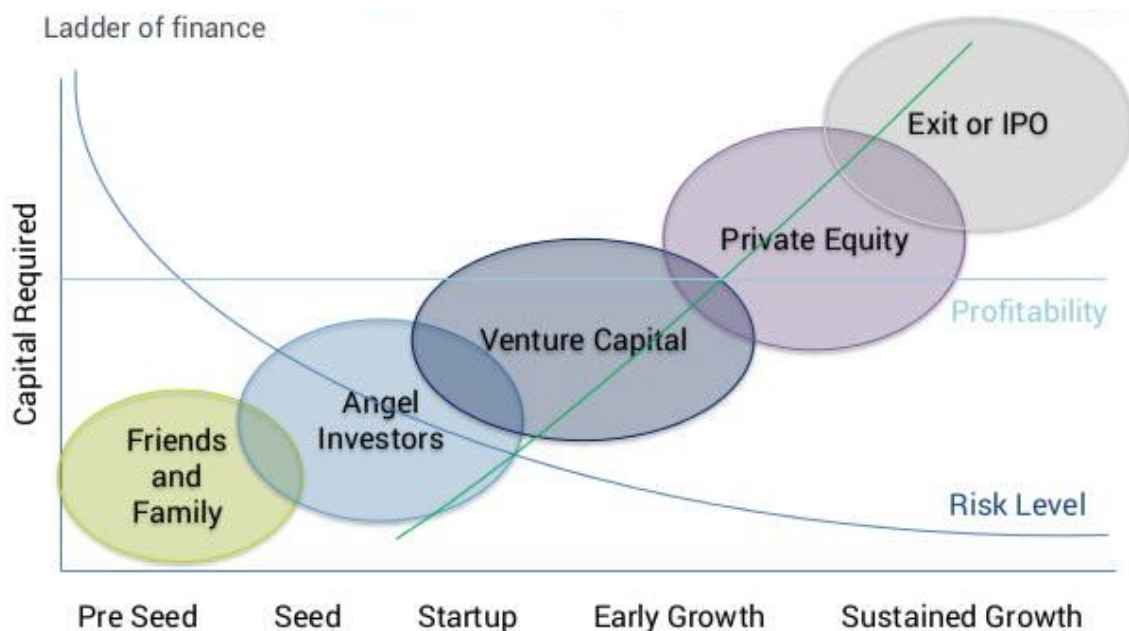 Ladder of finance
Capital Required
Exit or IPO
Private Equity
Profitability
Venture Capital
Angel
Investors
Friends
and
Family
Risk Level
Pre Seed
Seed
Startup
Early Growth
Sustained Growth